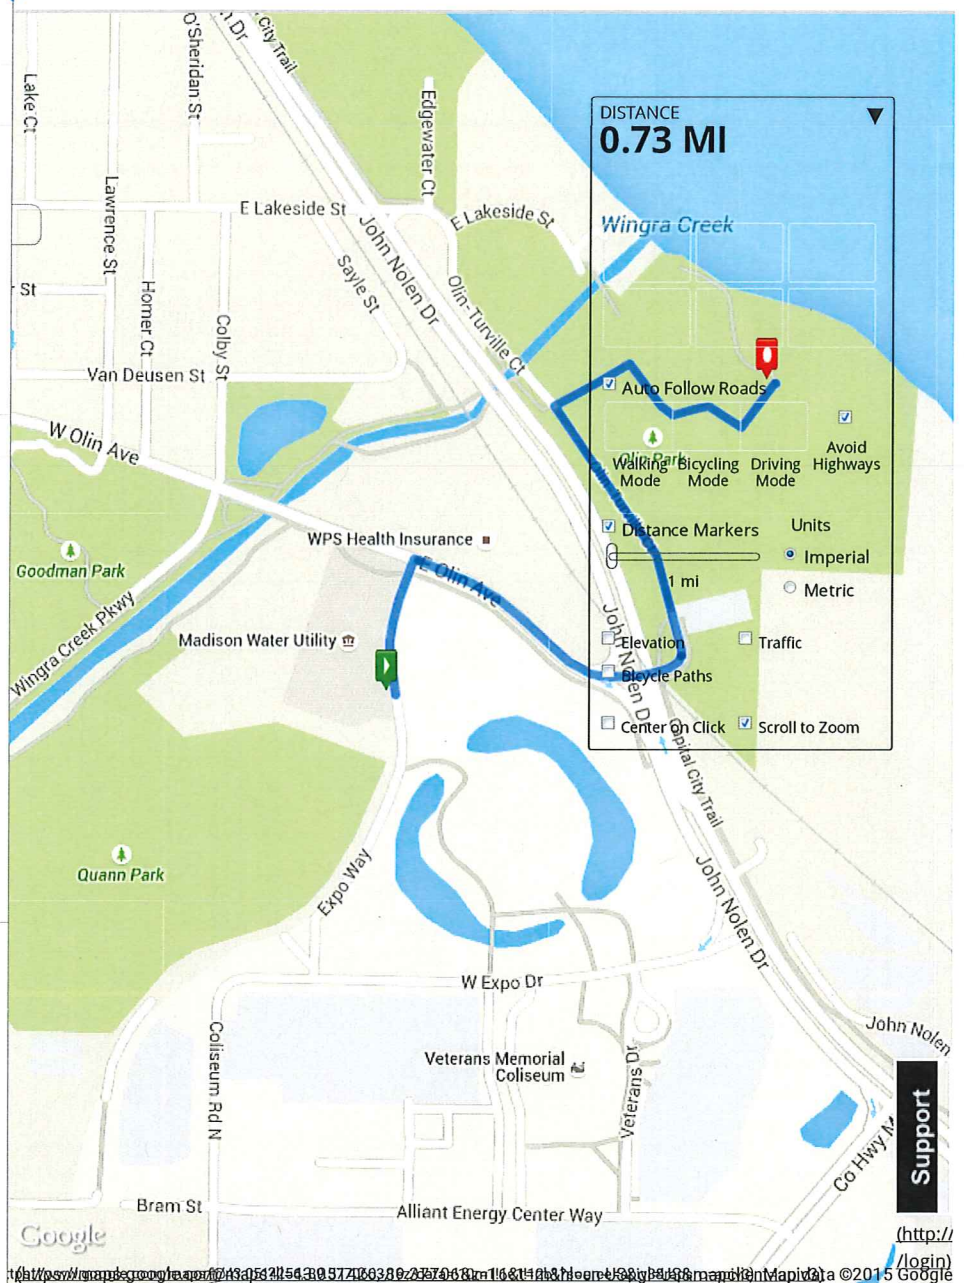 City Trail
n Dr
O'Sheridan St
Lake Ct
Edgewater Ct
DISTANCE
0.73 MI
Lawrence St
E Lakeside St
E Lakeside St
Wingra Creek
John Nolen Dr
Sayle St
Olin-Turville Ct
r St
Homer Ct
Colby St
Van Deusen St
Auto Follow Roads
W Olin Ave
Olin Park
Walking Mode
Bicycling Mode
Driving Mode
Avoid Highways
Distance Markers
Units
Imperial
Metric
1 mi
WPS Health Insurance
E Olin Ave
Goodman Park
Wingra Creek Pkwy
Madison Water Utility
Elevation
Traffic
Bicycle Paths
John Nolen Dr
Center on Click
Scroll to Zoom
Capital City Trail
Quann Park
Expo Way
John Nolen Dr
W Expo Dr
John Nolen
Coliseum Rd N
Veterans Memorial
Coliseum
Veterans Dr
Support
Co Hwy M
Bram St
Alliant Energy Center Way
Google
(http://
/login)
©2015 Google